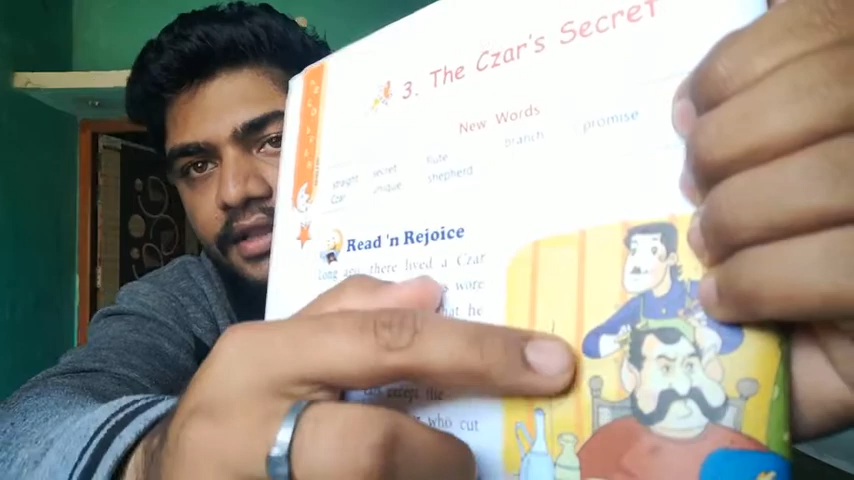 3. The Czar's Secret
New Words
straight secret flute branch promise
Czar unique shepherd
Read 'n Rejoice
Long ago, there lived a Czar
wore
that he
except the
who cut